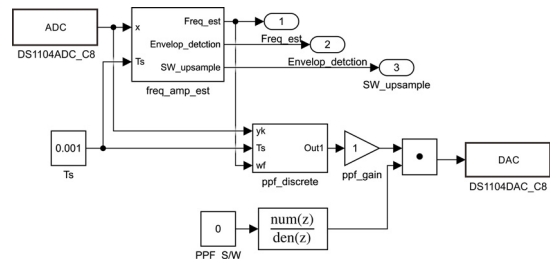 ADC
DS1104ADC_C8
x
Ts
Freq_est
Envelop_detction
SW_upsample
freq_amp_est
1
Freq_est
2
Envelop_detction
3
SW_upsample
0.001
Ts
yk
Ts
wf
Out1
ppf_discrete
1
ppf_gain
DAC
DS1104DAC_C8
0
PPF_S/W
num(z)
den(z)